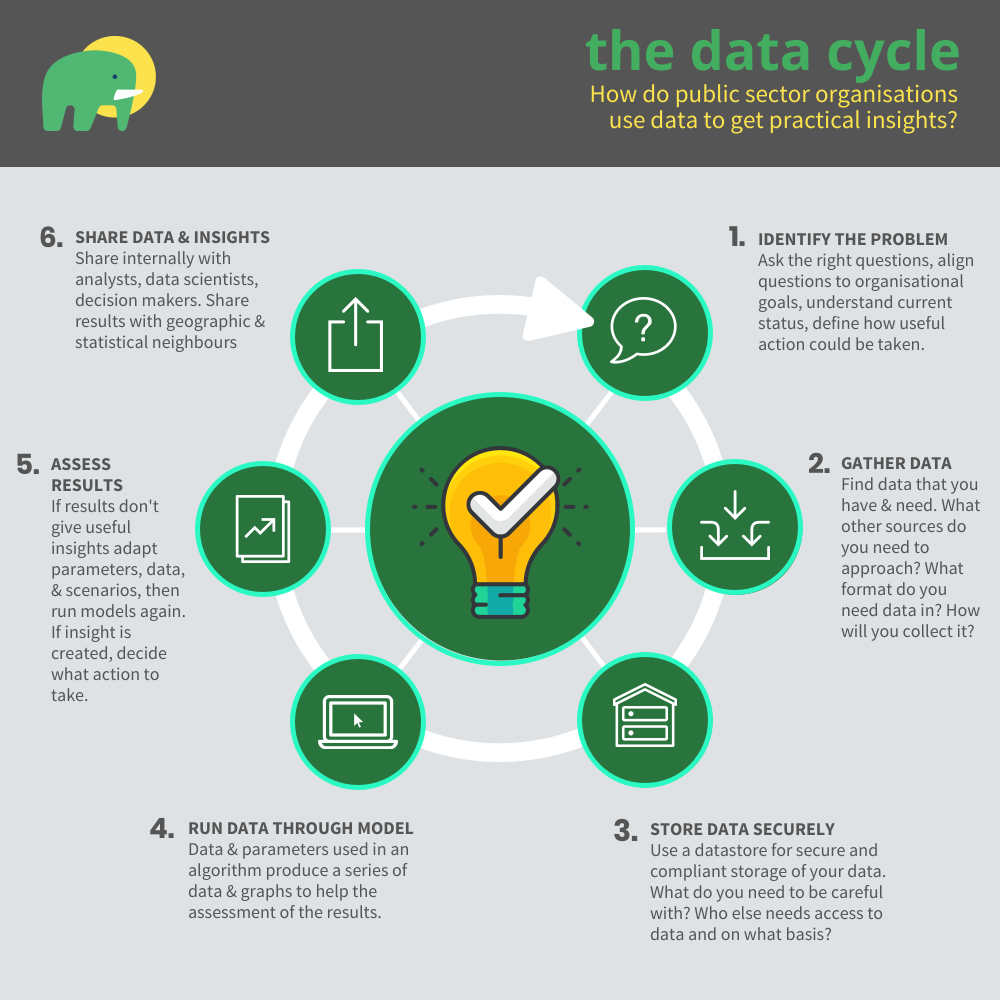 the data cycle
How do public sector organisations
use data to get practical insights?
1. IDENTIFY THE PROBLEM
Ask the right questions, align
questions to organisational
goals, understand current
status, define how useful
action could be taken.
2. GATHER DATA
Find data that you
have & need. What
other sources do
you need to
approach? What
format do you
need data in? How
will you collect it?
3. STORE DATA SECURELY
Use a datastore for secure and
compliant storage of your data.
What do you need to be careful
with? Who else needs access to
data and on what basis?
4. RUN DATA THROUGH MODEL
Data & parameters used in an
algorithm produce a series of
data & graphs to help the
assessment of the results.
5. ASSESS
RESULTS
If results don't
give useful
insights adapt
parameters, data,
& scenarios, then
run models again.
If insight is
created, decide
what action to
take.
6. SHARE DATA & INSIGHTS
Share internally with
analysts, data scientists,
decision makers. Share
results with geographic &
statistical neighbours
?